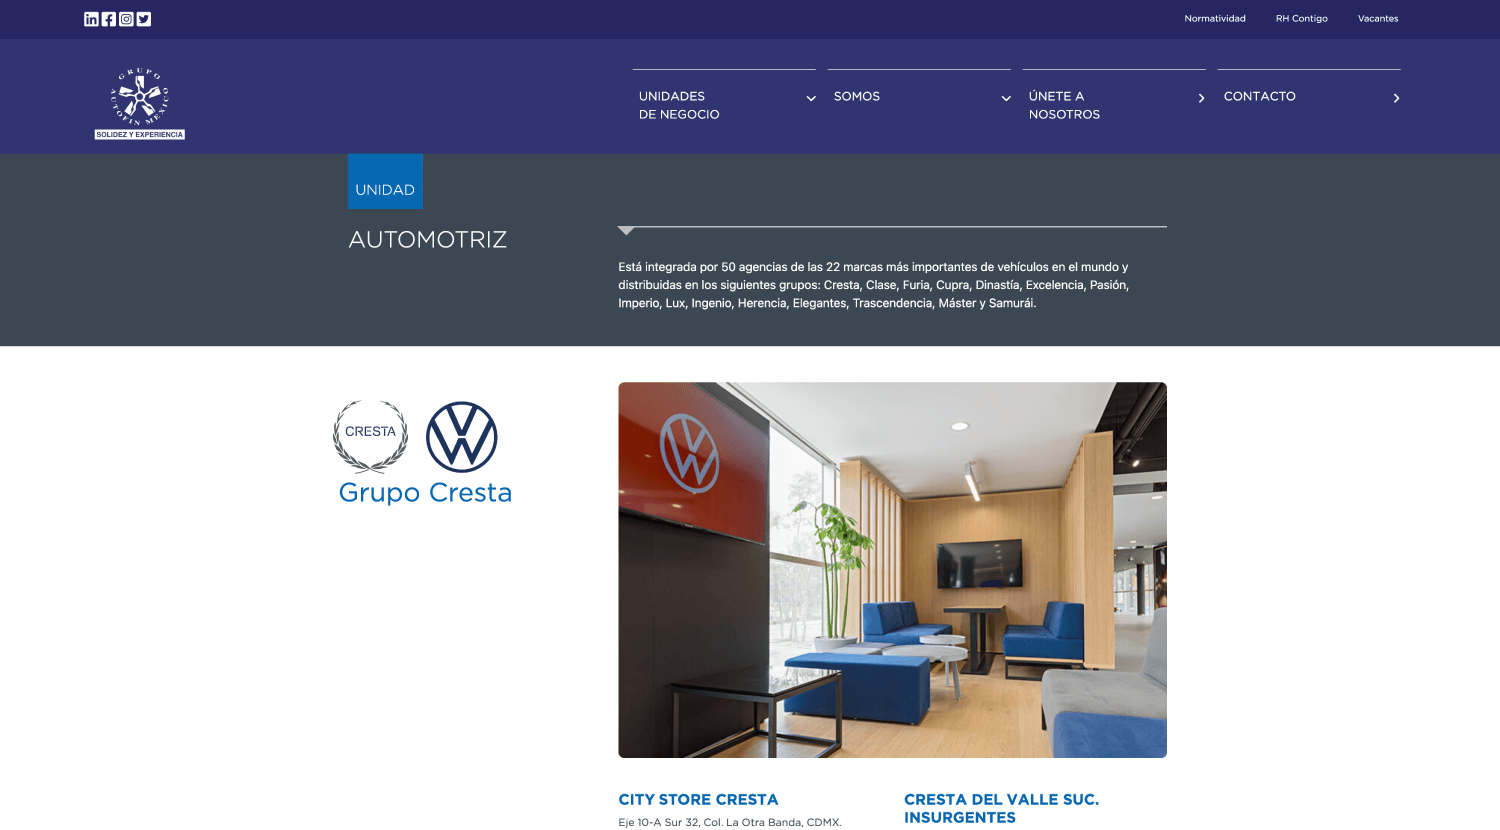 Normatividad
RH Contigo
Vacantes
GRUPO
AUTOFIN MEXICO
SOLIDEZ Y EXPERIENCIA
UNIDADES
DE NEGOCIO
SOMOS
ÚNETE A
NOSOTROS
CONTACTO
UNIDAD
AUTOMOTRIZ
Está integrada por 50 agencias de las 22 marcas más importantes de vehículos en el mundo y
distribuidas en los siguientes grupos: Cresta, Clase, Furia, Cupra, Dinastía, Excelencia, Pasión,
Imperio, Lux, Ingenio, Herencia, Elegantes, Trascendencia, Máster y Samurái.
CRESTA
Grupo Cresta
CITY STORE CRESTA
Eje 10-A Sur 32, Col. La Otra Banda, CDMX.
CRESTA DEL VALLE SUC.
INSURGENTES